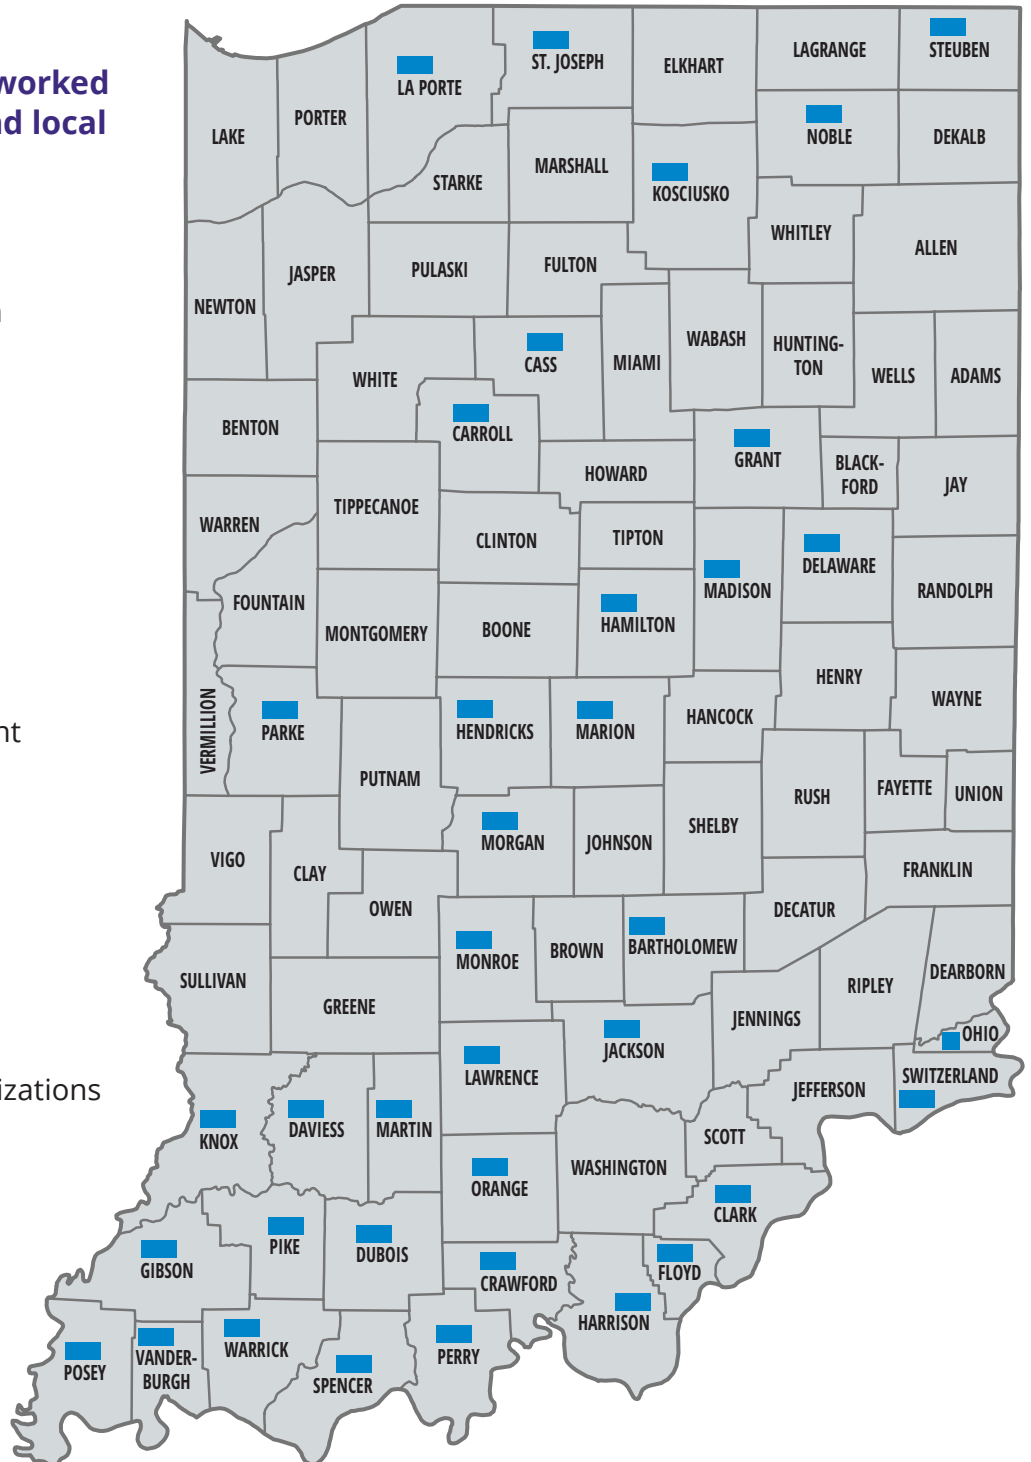 worked
d local
nt
izations
STEUBEN
LAGRANGE
ST. JOSEPH
ELKHART
LA PORTE
PORTER
LAKE
NOBLE
DEKALB
MARSHALL
STARKE
KOSCIUSKO
WHITLEY
ALLEN
FULTON
PULASKI
JASPER
NEWTON
WABASH
HUNTING-
TON
MIAMI
CASS
WHITE
WELLS
ADAMS
BENTON
CARROLL
GRANT
BLACK-
FORD
HOWARD
JAY
TIPPECANOE
WARREN
CLINTON
TIPTON
DELAWARE
MADISON
RANDOLPH
FOUNTAIN
MONTGOMERY
BOONE
HAMILTON
HENRY
WAYNE
VERMILLION
PARKE
HENDRICKS
MARION
HANCOCK
PUTNAM
RUSH
FAYETTE
UNION
SHELBY
MORGAN
JOHNSON
VIGO
CLAY
FRANKLIN
OWEN
DECATUR
MONROE
BROWN
BARTHOLOMEW
SULLIVAN
DEARBORN
RIPLEY
GREENE
JENNINGS
OHIO
JACKSON
LAWRENCE
SWITZERLAND
JEFFERSON
KNOX
DAVIESS
MARTIN
SCOTT
WASHINGTON
ORANGE
CLARK
PIKE
DUBOIS
GIBSON
CRAWFORD
FLOYD
HARRISON
WARRICK
VANDER-
BURGH
POSEY
SPENCER
PERRY